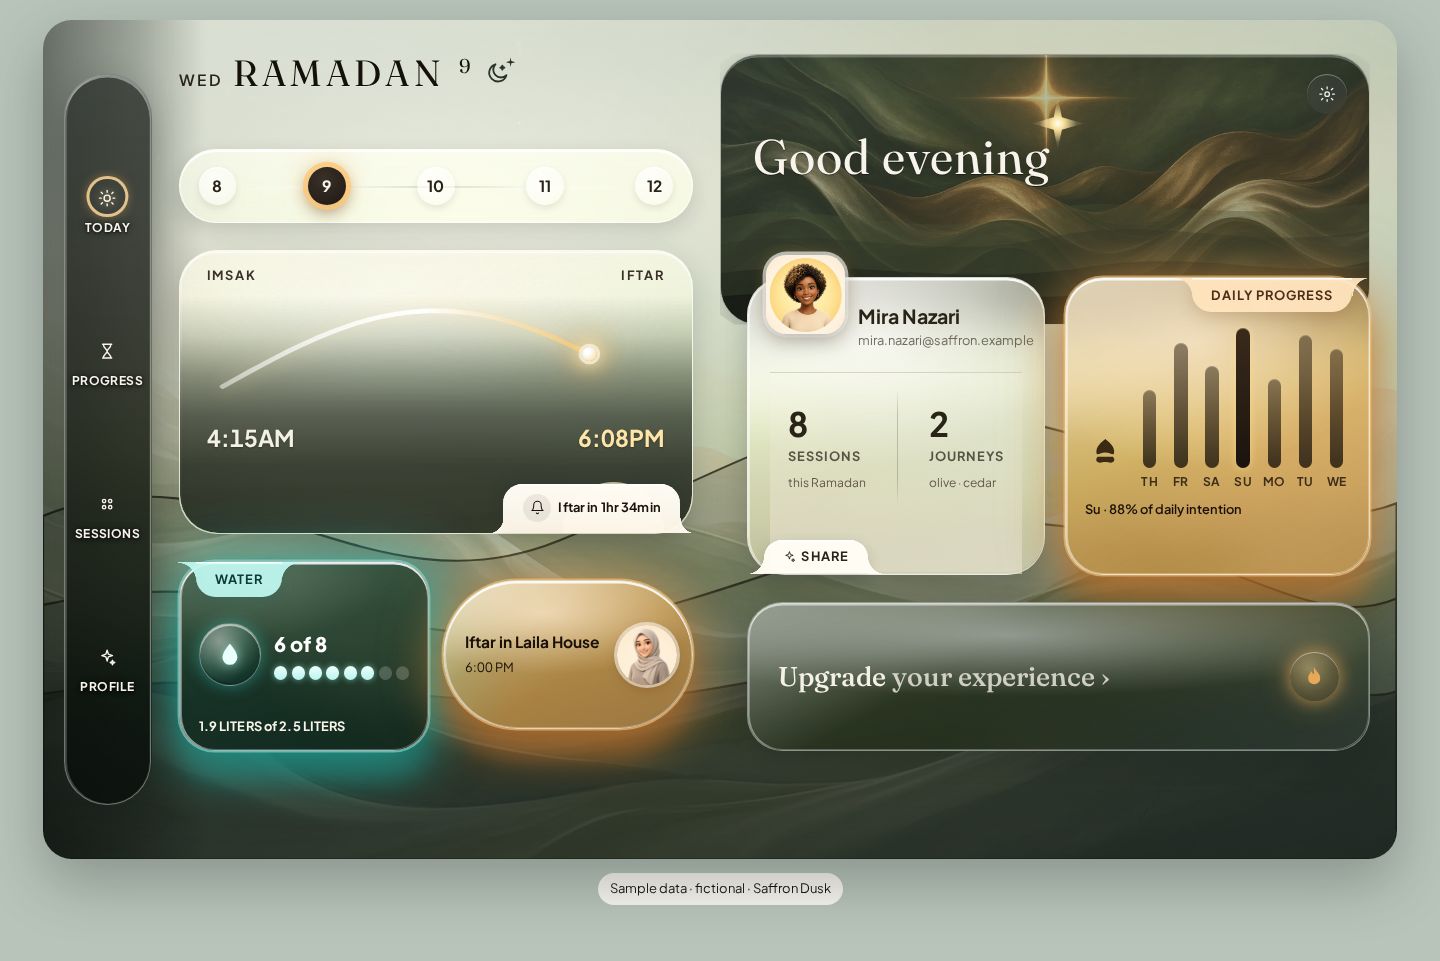 WED RAMADAN 9
8 9 10 11 12
IMSAK IFTAR
4:15AM 6:08PM
Iftar in 1hr 34min
TODAY
PROGRESS
SESSIONS
PROFILE
WATER
6 of 8
1.9 LITERS of 2.5 LITERS
Iftar in Laila House
6:00 PM
Good evening
Mira Nazari
mira.nazari@saffron.example
8
SESSIONS
this Ramadan
2
JOURNEYS
olive · cedar
SHARE
DAILY PROGRESS
TH FR SA SU MO TU WE
Su · 88% of daily intention
Upgrade your experience ›
Sample data · fictional · Saffron Dusk